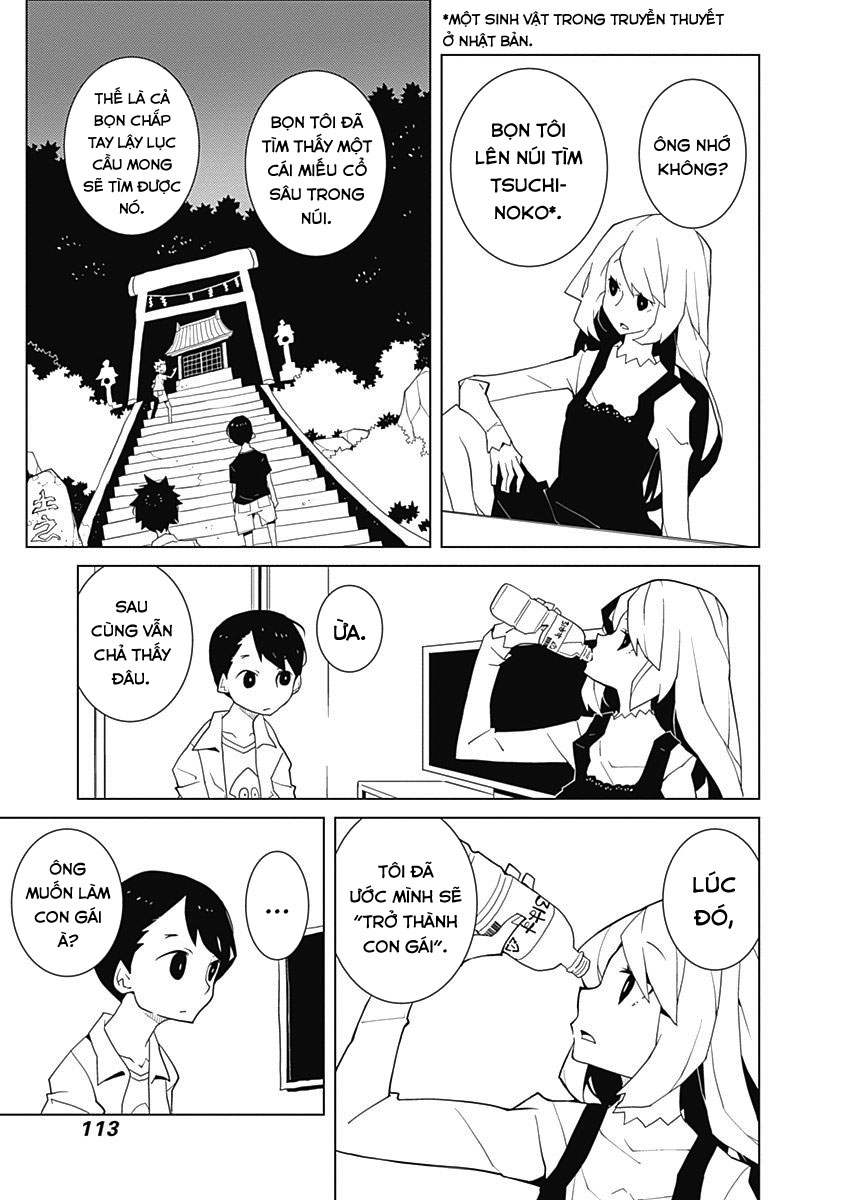 *MỘT SINH VẬT TRONG TRUYỀN THUYẾT
Ở NHẬT BẢN.
ÔNG NHỚ
KHÔNG?
BỌN TÔI
LÊN NÚI TÌM
TSUCHI-
NOKO*.
BỌN TÔI ĐÃ
TÌM THẤY MỘT
CÁI MIẾU CỔ
SÂU TRONG
NÚI.
THẾ LÀ CẢ
BỌN CHẮP
TAY LẬY LỤC
CẦU MONG
SẼ TÌM ĐƯỢC
NÓ.
土之
ỪA.
SAU
CÙNG VẪN
CHẢ THẤY
ĐÂU.
LÚC
ĐÓ,
TÔI ĐÃ
ƯỚC MÌNH SẼ
"TRỞ THÀNH
CON GÁI".
...
ÔNG
MUỐN LÀM
CON GÁI
À?
113